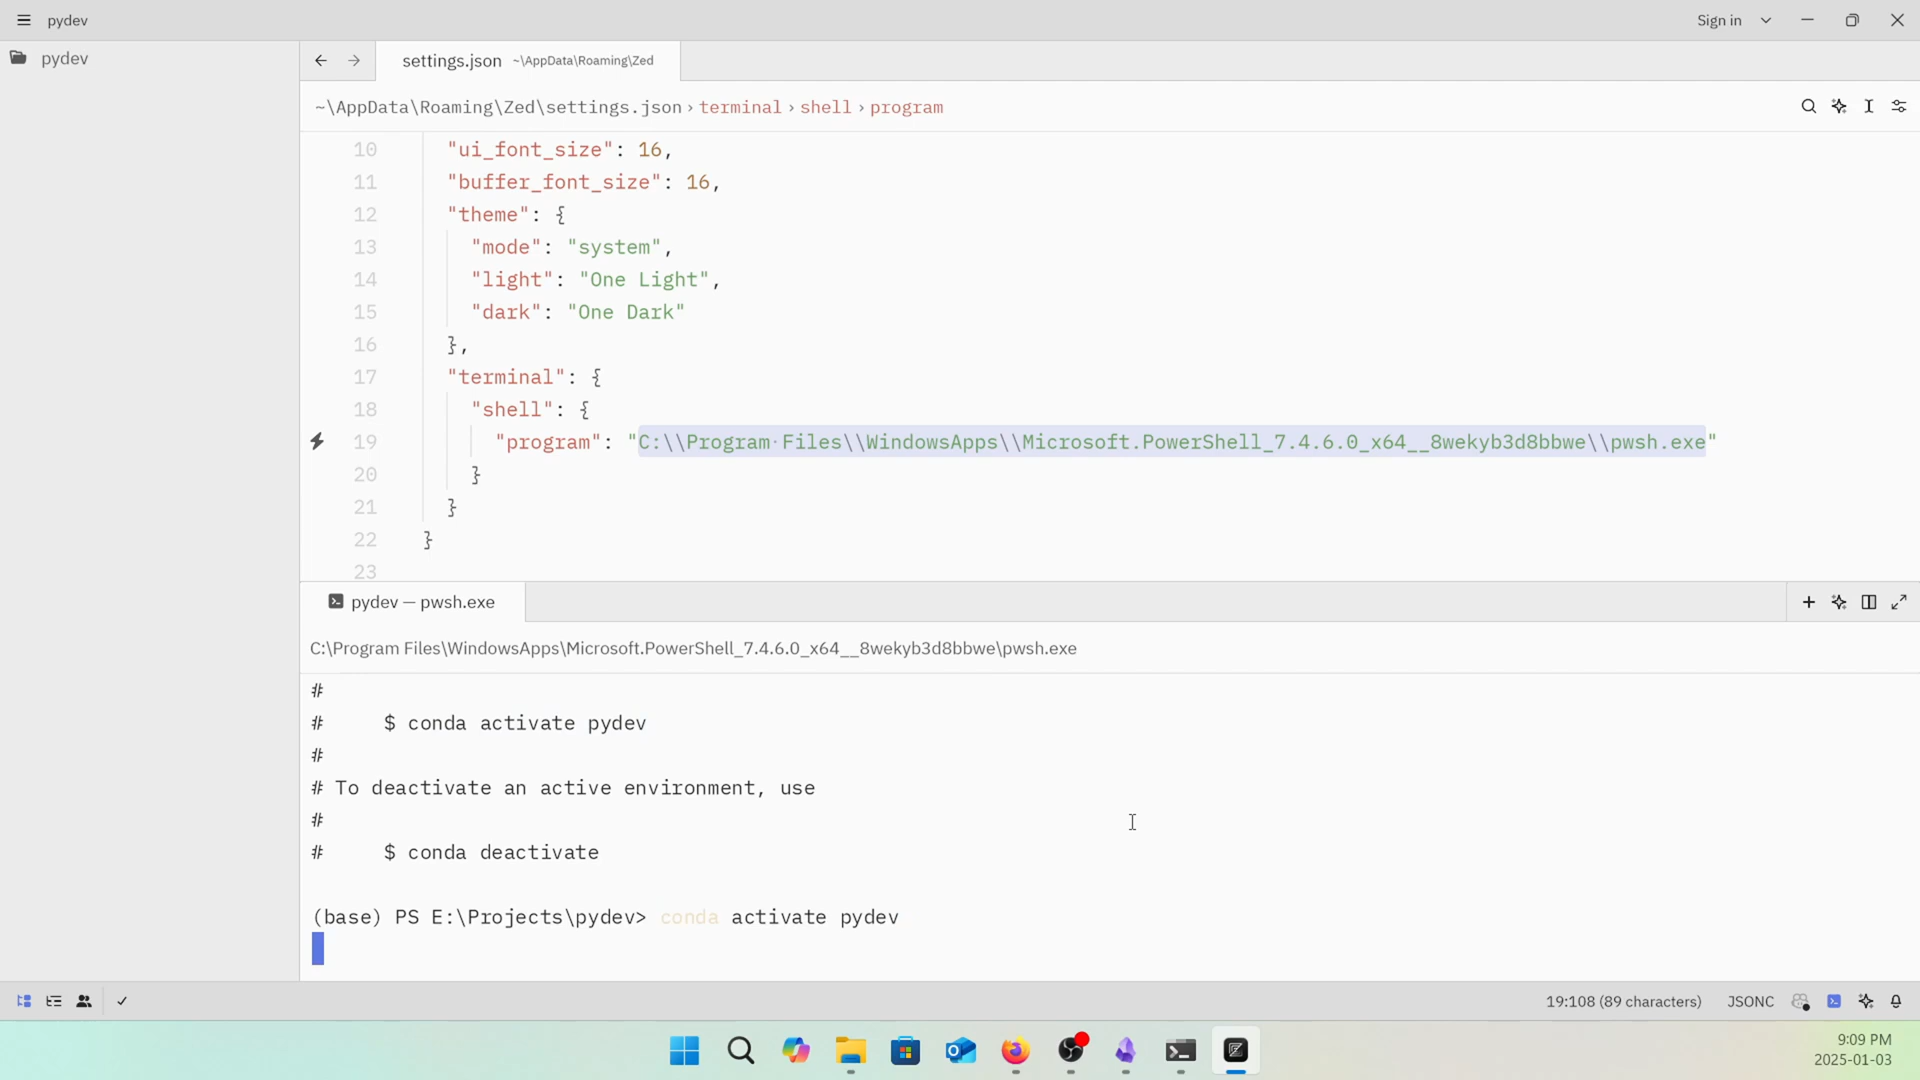 pydev
Sign in
pydev
settings.json ~\AppData\Roaming\Zed
~\AppData\Roaming\Zed\settings.json › terminal › shell › program
10 "ui_font_size": 16,
11 "buffer_font_size": 16,
12 "theme": {
13 "mode": "system",
14 "light": "One Light",
15 "dark": "One Dark"
16 },
17 "terminal": {
18 "shell": {
19 "program": "C:\\Program Files\\WindowsApps\\Microsoft.PowerShell_7.4.6.0_x64__8wekyb3d8bbwe\\pwsh.exe"
20 }
21 }
22 }
23
pydev — pwsh.exe
C:\Program Files\WindowsApps\Microsoft.PowerShell_7.4.6.0_x64__8wekyb3d8bbwe\pwsh.exe
#
# $ conda activate pydev
#
# To deactivate an active environment, use
#
# $ conda deactivate
(base) PS E:\Projects\pydev> conda activate pydev
19:108 (89 characters) JSONC
9:09 PM
2025-01-03